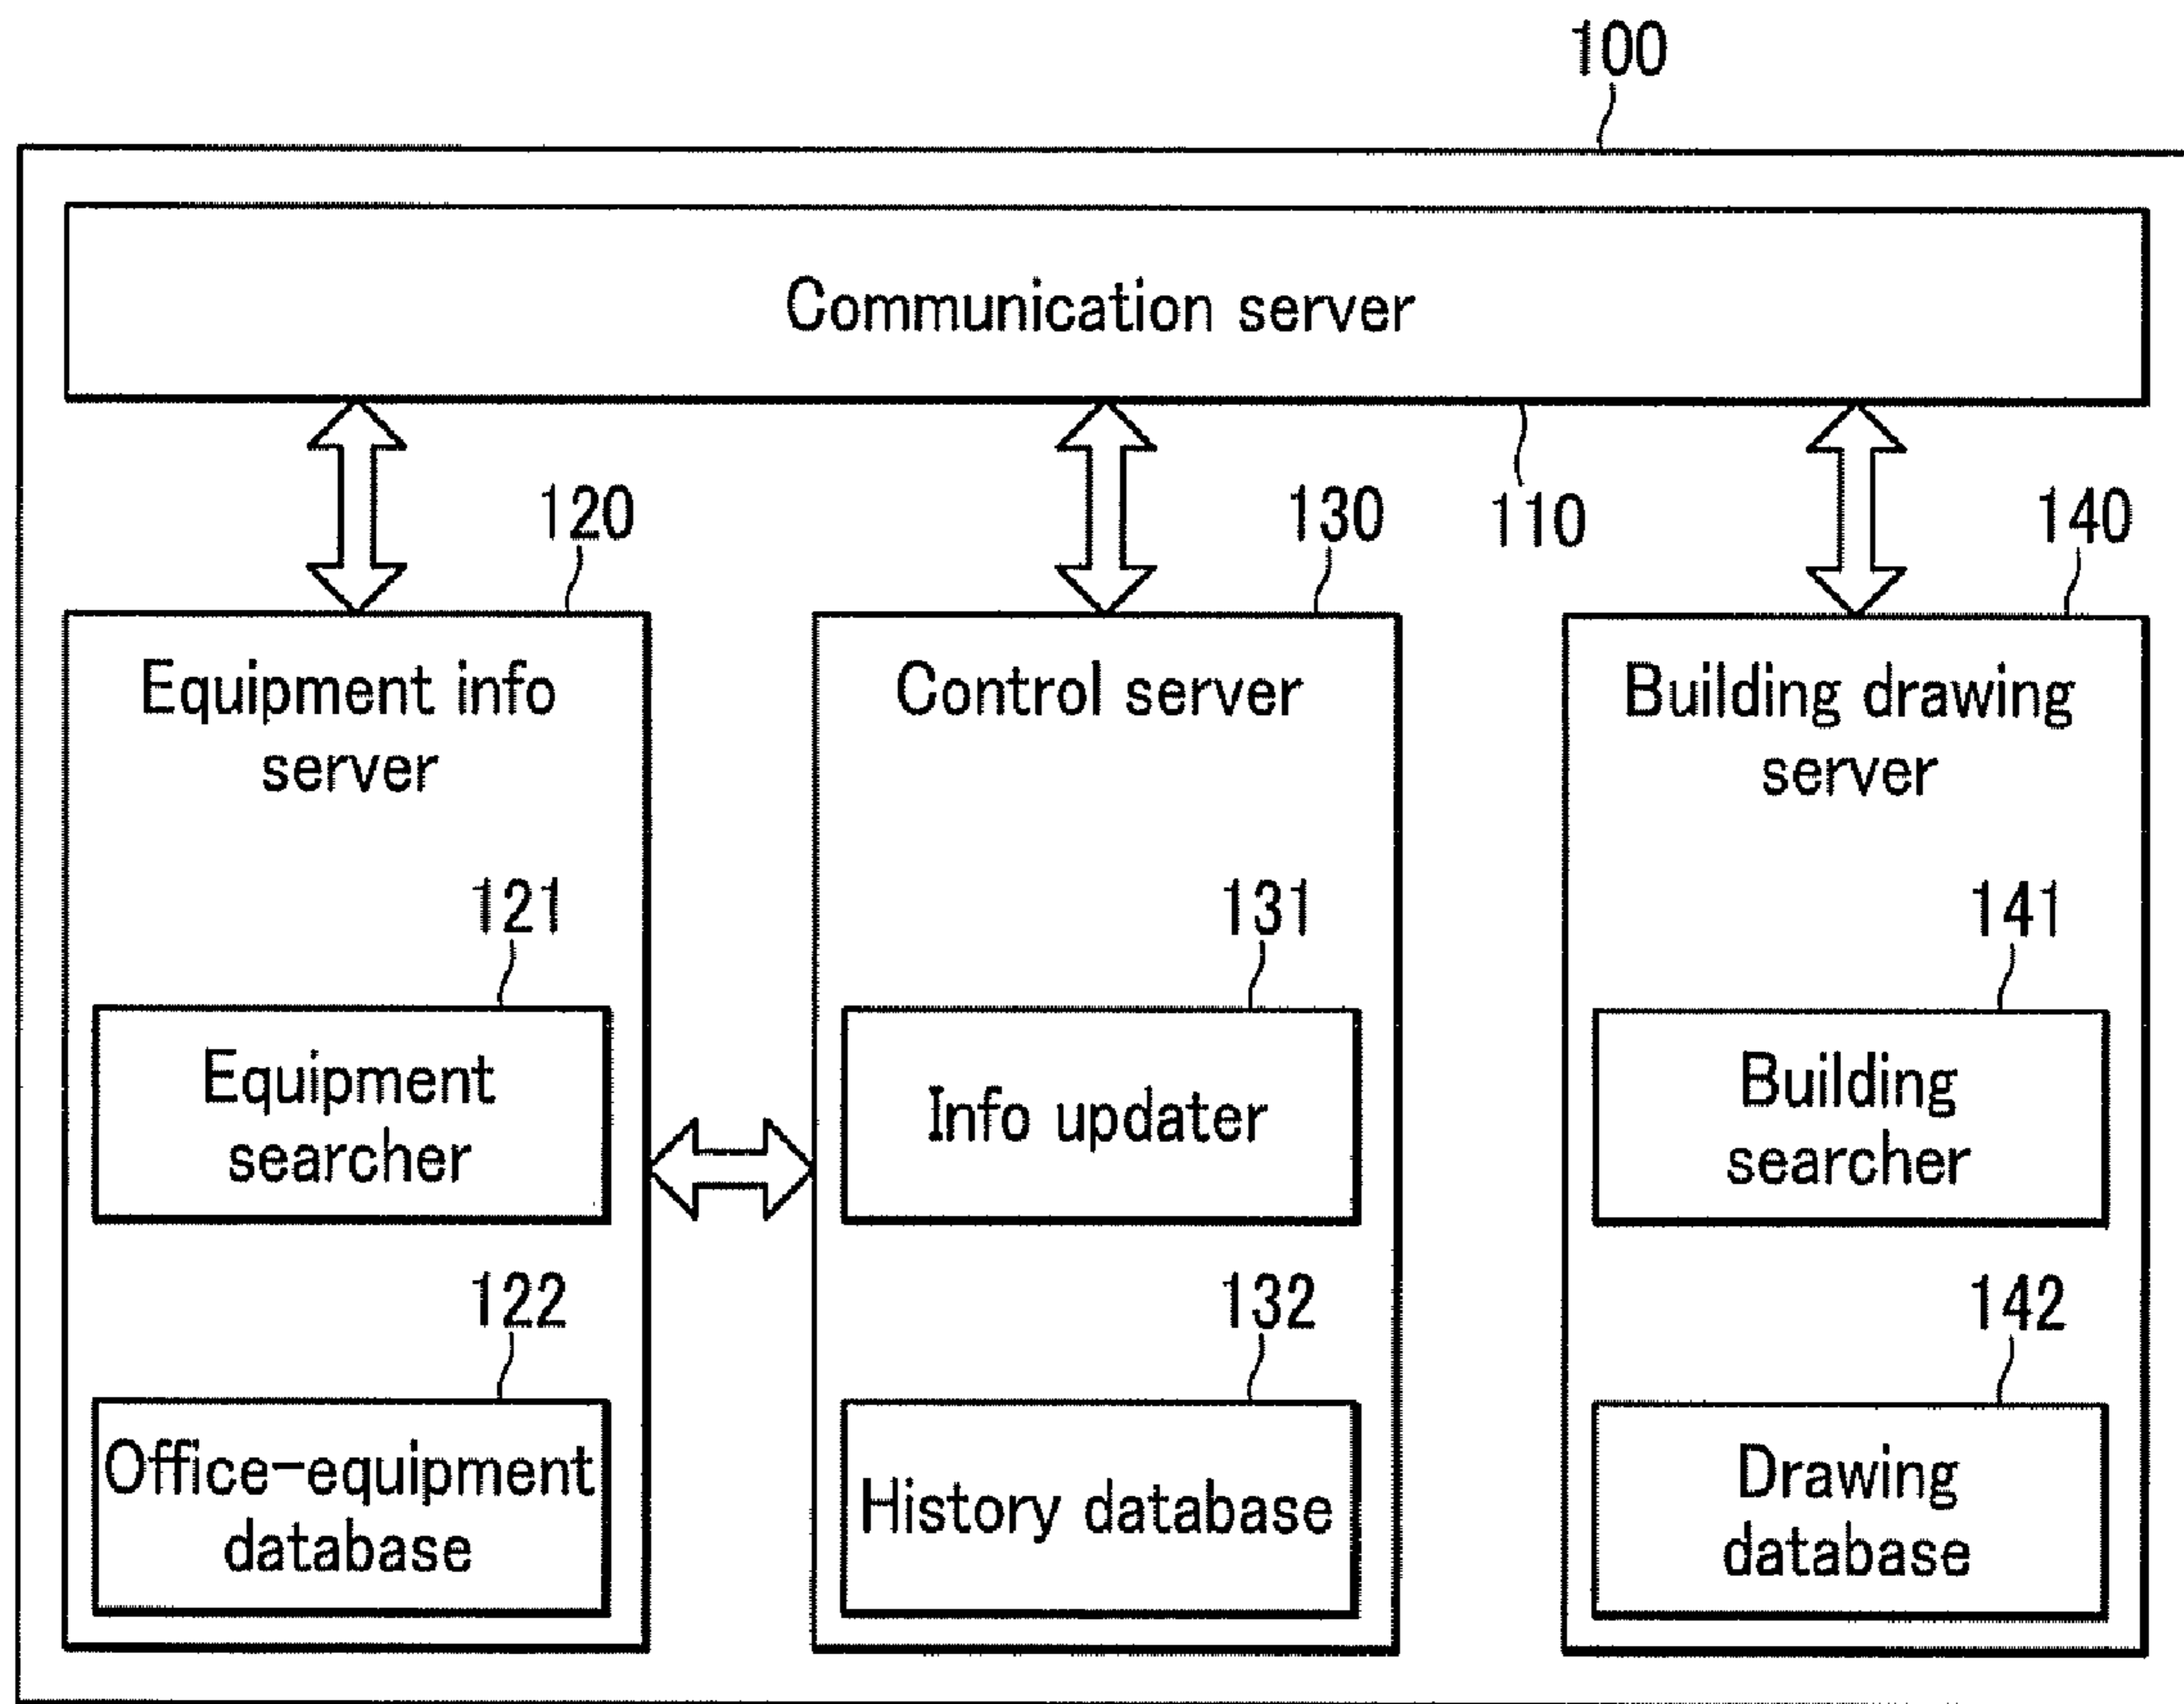 100
Communication server
110
120
130
140
Equipment info
server
Control server
Building drawing
server
121
131
141
Equipment
searcher
Info updater
Building
searcher
122
132
142
Office-equipment
database
History database
Drawing
database